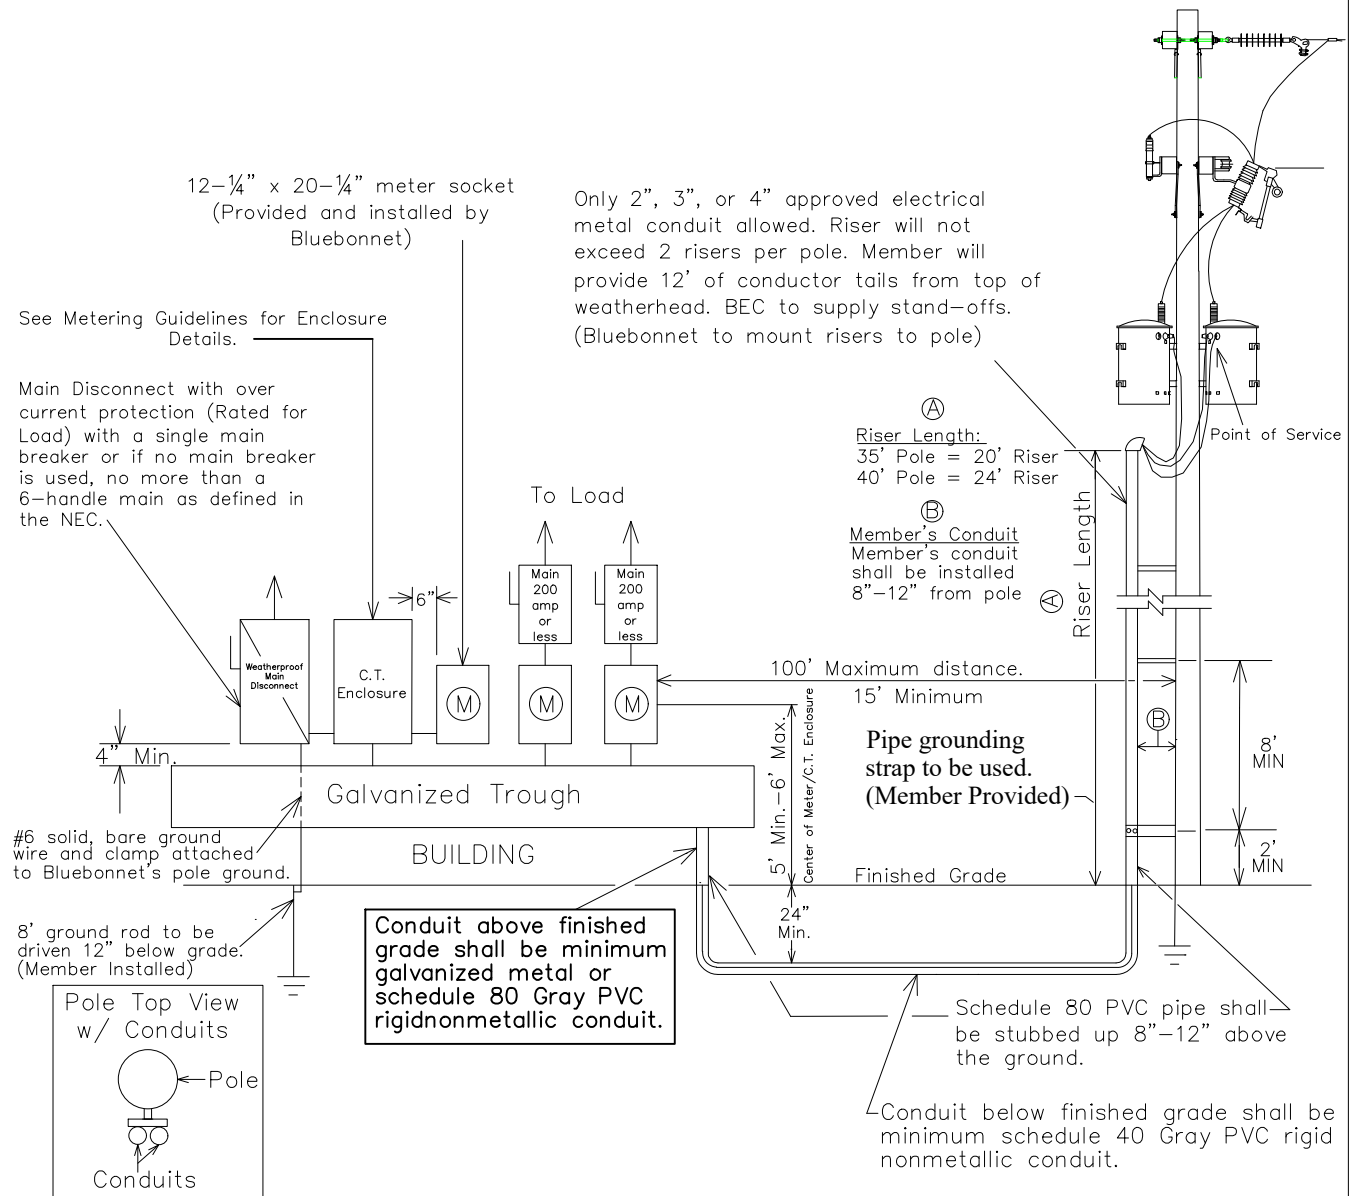 12-¼" x 20-¼" meter socket
(Provided and installed by
Bluebonnet)
Only 2", 3", or 4" approved electrical
metal conduit allowed. Riser will not
exceed 2 risers per pole. Member will
provide 12' of conductor tails from top of
weatherhead. BEC to supply stand-offs.
(Bluebonnet to mount risers to pole)
See Metering Guidelines for Enclosure
Details.
Main Disconnect with over
current protection (Rated for
Load) with a single main
breaker or if no main breaker
is used, no more than a
6-handle main as defined in
the NEC.
A
Riser Length:
35' Pole = 20' Riser
40' Pole = 24' Riser
B
Member's Conduit
Member's conduit
shall be installed
8"-12" from pole
Point of Service
A
Riser Length
To Load
Main
200
amp
or
less
Main
200
amp
or
less
6"
Weatherproof
Main
Disconnect
C.T.
Enclosure
M
M
M
100' Maximum distance.
15' Minimum
B
8'
MIN
2'
MIN
4" Min.
Galvanized Trough
5' Min.-6' Max.
Center of Meter/C.T. Enclosure
Pipe grounding
strap to be used.
(Member Provided)
#6 solid, bare ground
wire and clamp attached
to Bluebonnet's pole ground.
BUILDING
Finished Grade
24"
Min.
8' ground rod to be
driven 12" below grade.
(Member Installed)
Conduit above finished
grade shall be minimum
galvanized metal or
schedule 80 Gray PVC
rigidnonmetallic conduit.
Schedule 80 PVC pipe shall
be stubbed up 8"-12" above
the ground.
Conduit below finished grade shall be
minimum schedule 40 Gray PVC rigid
nonmetallic conduit.
Pole Top View
w/ Conduits
Pole
Conduits